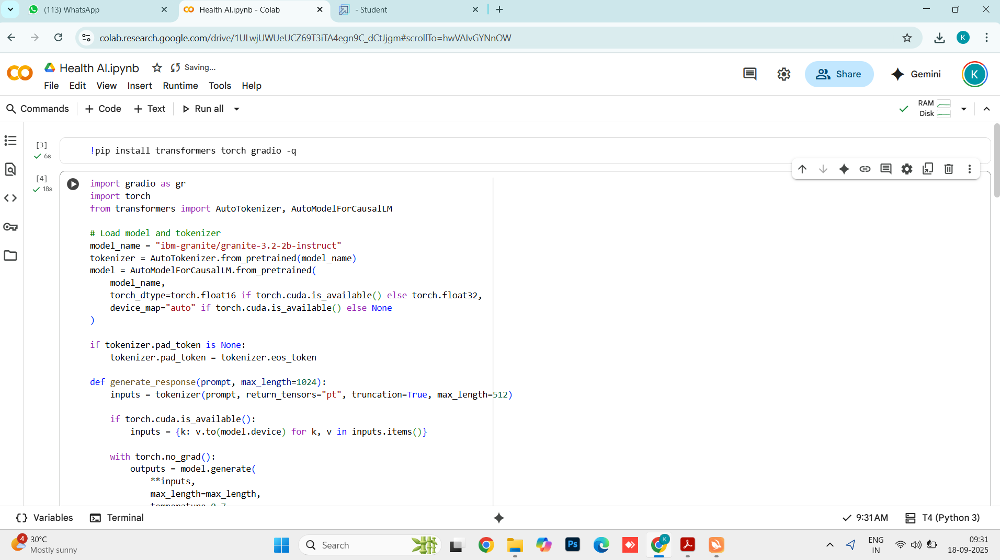 (113) WhatsApp
Health AI.ipynb - Colab
- Student
colab.research.google.com/drive/1ULwjUWUeUCZ69T3iTA4egn9C_dCtJjgm#scrollTo=hwVAIvGYNnOW
K
Health AI.ipynb
Saving...
File Edit View Insert Runtime Tools Help
Share
Gemini
K
Commands
+ Code
+ Text
Run all
RAM
Disk
[3]
6s
!pip install transformers torch gradio -q
[4]
18s
import gradio as gr
import torch
from transformers import AutoTokenizer, AutoModelForCausalLM
# Load model and tokenizer
model_name = "ibm-granite/granite-3.2-2b-instruct"
tokenizer = AutoTokenizer.from_pretrained(model_name)
model = AutoModelForCausalLM.from_pretrained(
    model_name,
    torch_dtype=torch.float16 if torch.cuda.is_available() else torch.float32,
    device_map="auto" if torch.cuda.is_available() else None
)
if tokenizer.pad_token is None:
    tokenizer.pad_token = tokenizer.eos_token
def generate_response(prompt, max_length=1024):
    inputs = tokenizer(prompt, return_tensors="pt", truncation=True, max_length=512)
    if torch.cuda.is_available():
        inputs = {k: v.to(model.device) for k, v in inputs.items()}
    with torch.no_grad():
        outputs = model.generate(
            **inputs,
            max_length=max_length,
Variables
Terminal
9:31 AM
T4 (Python 3)
4
30°C
Mostly sunny
Search
Ps
K
ENG
IN
09:31
18-09-2025